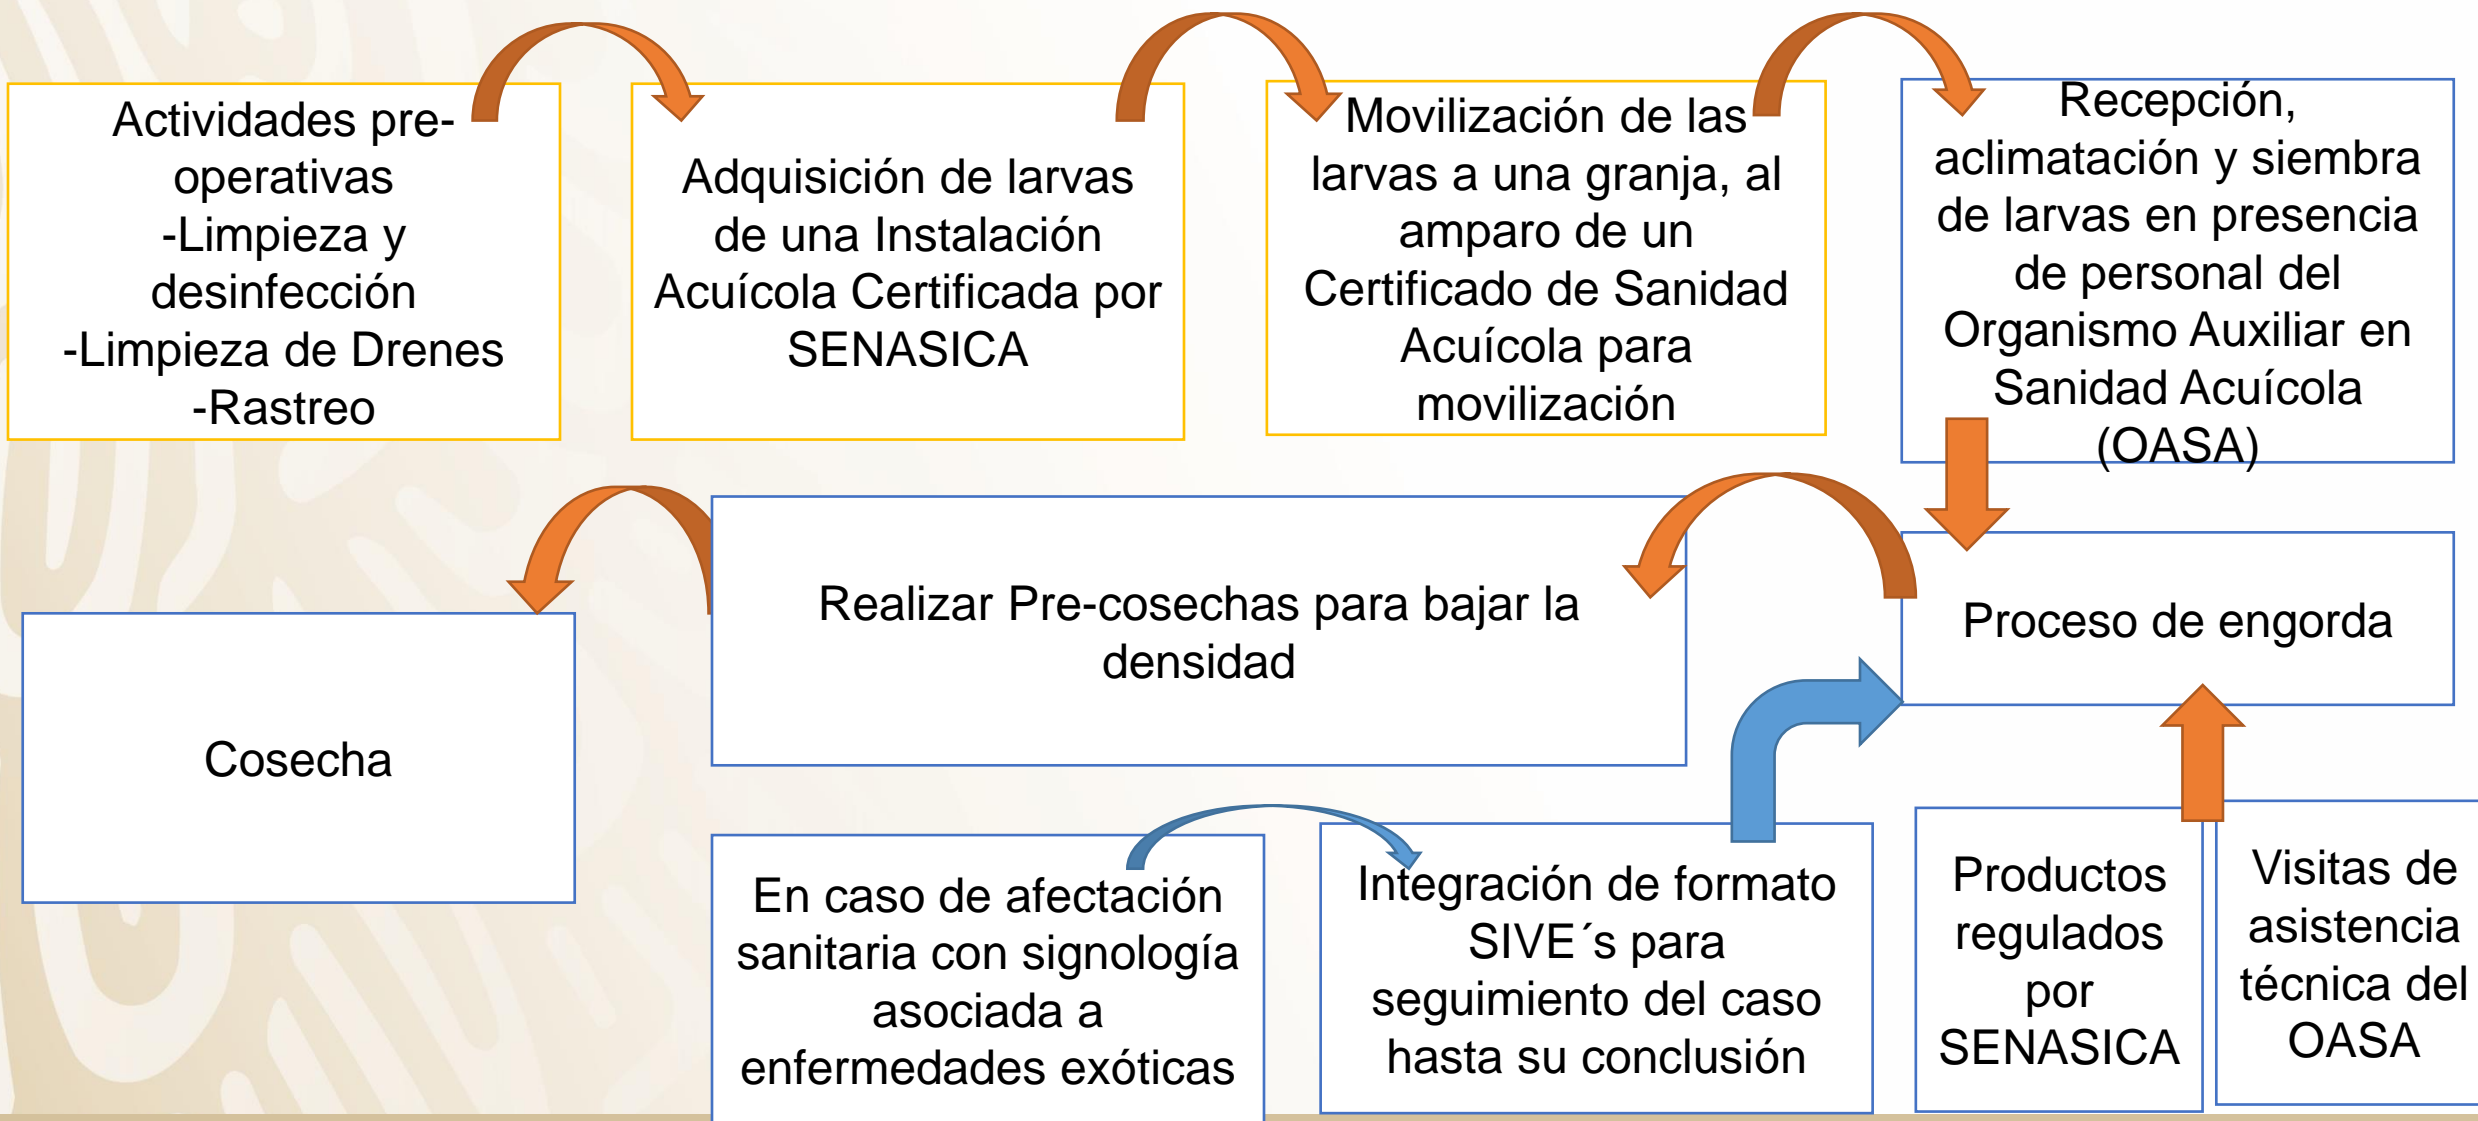 Actividades pre-
operativas
-Limpieza y
desinfección
-Limpieza de Drenes
-Rastreo
Adquisición de larvas
de una Instalación
Acuícola Certificada por
SENASICA
Movilización de las
larvas a una granja, al
amparo de un
Certificado de Sanidad
Acuícola para
movilización
Recepción,
aclimatación y siembra
de larvas en presencia
de personal del
Organismo Auxiliar en
Sanidad Acuícola
(OASA)
Proceso de engorda
Realizar Pre-cosechas para bajar la
densidad
Cosecha
En caso de afectación
sanitaria con signología
asociada a
enfermedades exóticas
Integración de formato
SIVE´s para
seguimiento del caso
hasta su conclusión
Productos
regulados
por
SENASICA
Visitas de
asistencia
técnica del
OASA